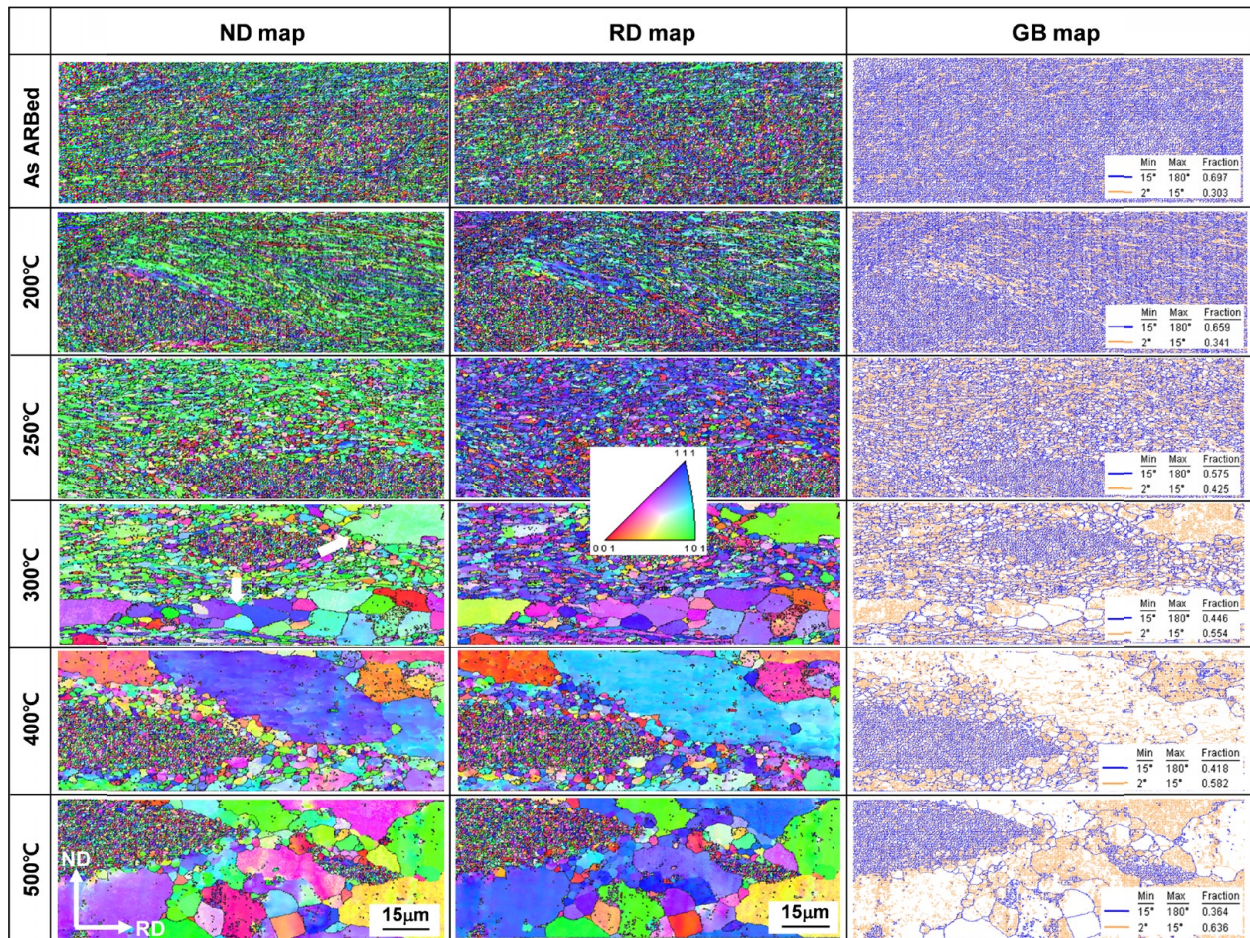 ND map RD map GB map
As ARBed
Min Max Fraction
15° 180° 0.697
2° 15° 0.303
200°C
Min Max Fraction
15° 180° 0.659
2° 15° 0.341
250°C
Min Max Fraction
15° 180° 0.575
2° 15° 0.425
111
001
101
300°C
Min Max Fraction
15° 180° 0.446
2° 15° 0.554
400°C
Min Max Fraction
15° 180° 0.418
2° 15° 0.582
500°C
ND
RD
15μm
15μm
Min Max Fraction
15° 180° 0.364
2° 15° 0.636